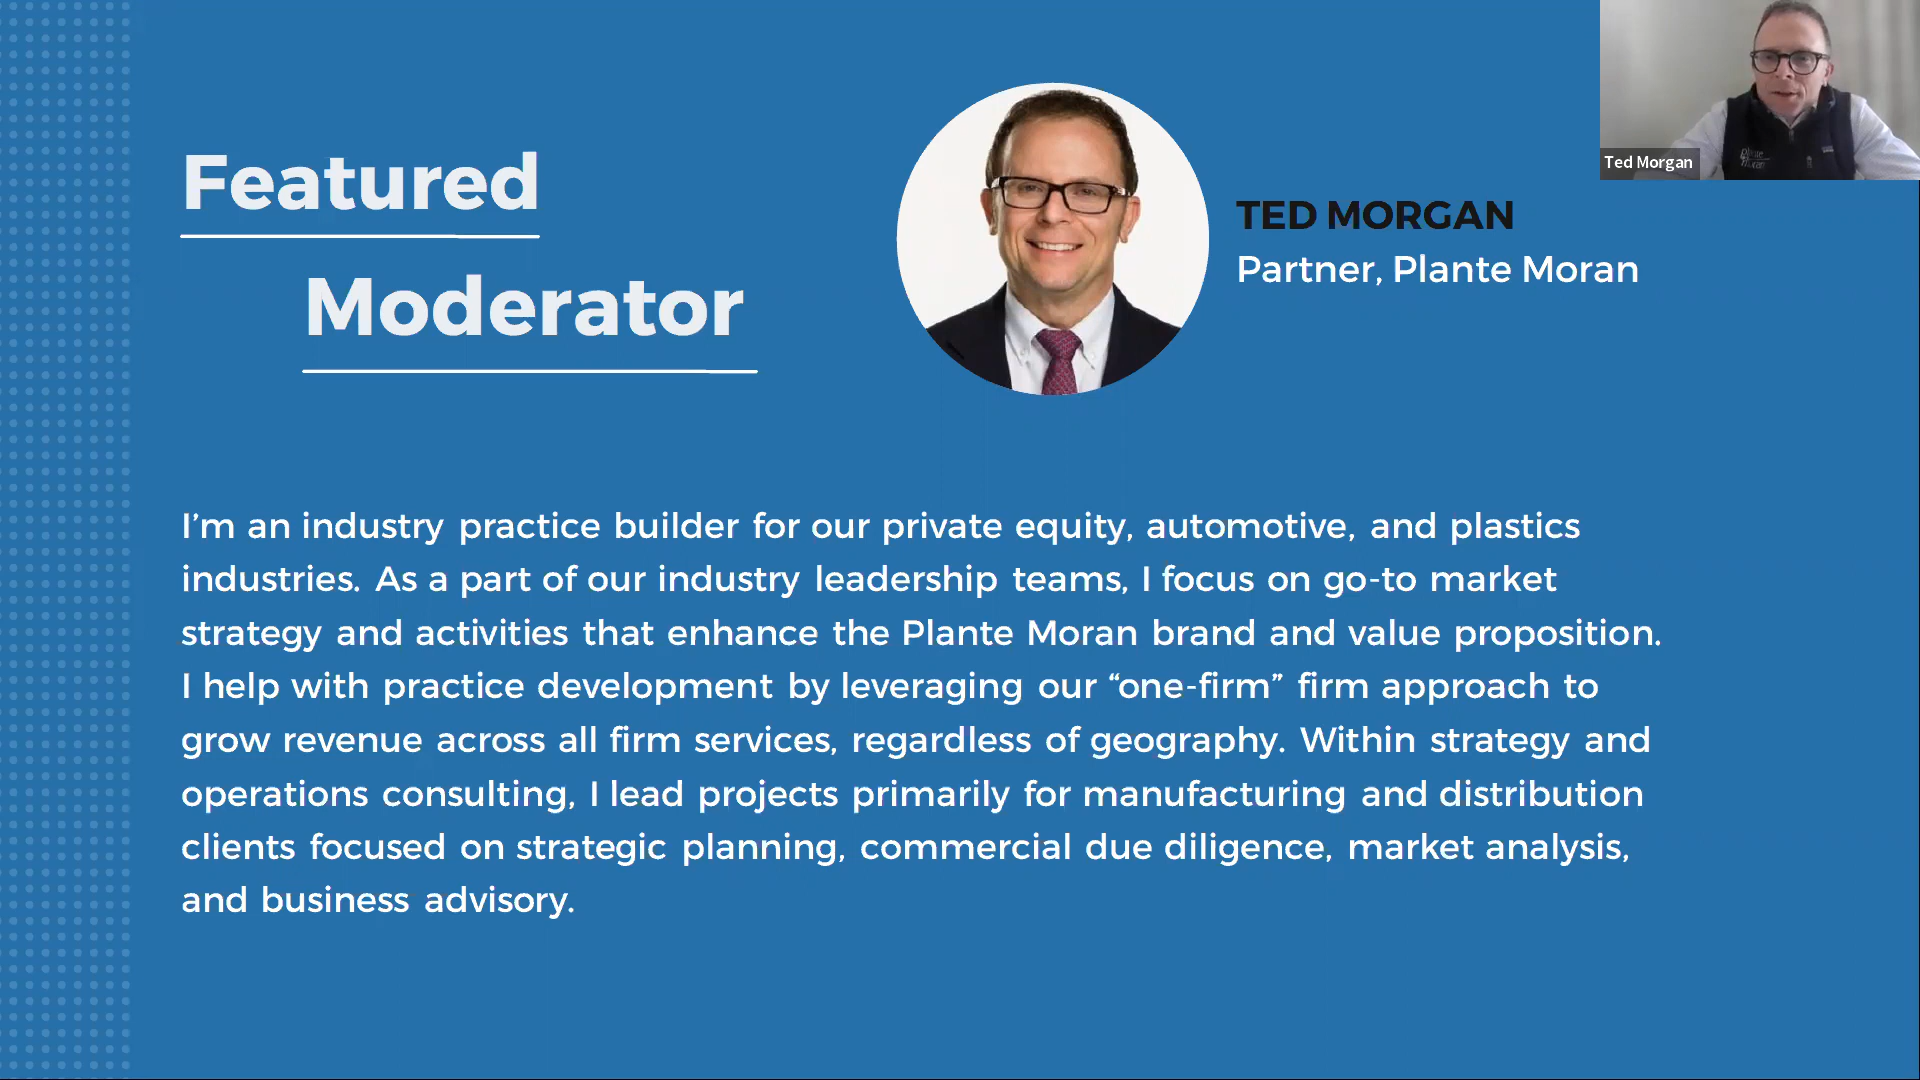 Featured
Moderator
TED MORGAN
Partner, Plante Moran
Ted Morgan
plante
moran
I’m an industry practice builder for our private equity, automotive, and plastics
industries. As a part of our industry leadership teams, I focus on go-to market
strategy and activities that enhance the Plante Moran brand and value proposition.
I help with practice development by leveraging our “one-firm” firm approach to
grow revenue across all firm services, regardless of geography. Within strategy and
operations consulting, I lead projects primarily for manufacturing and distribution
clients focused on strategic planning, commercial due diligence, market analysis,
and business advisory.